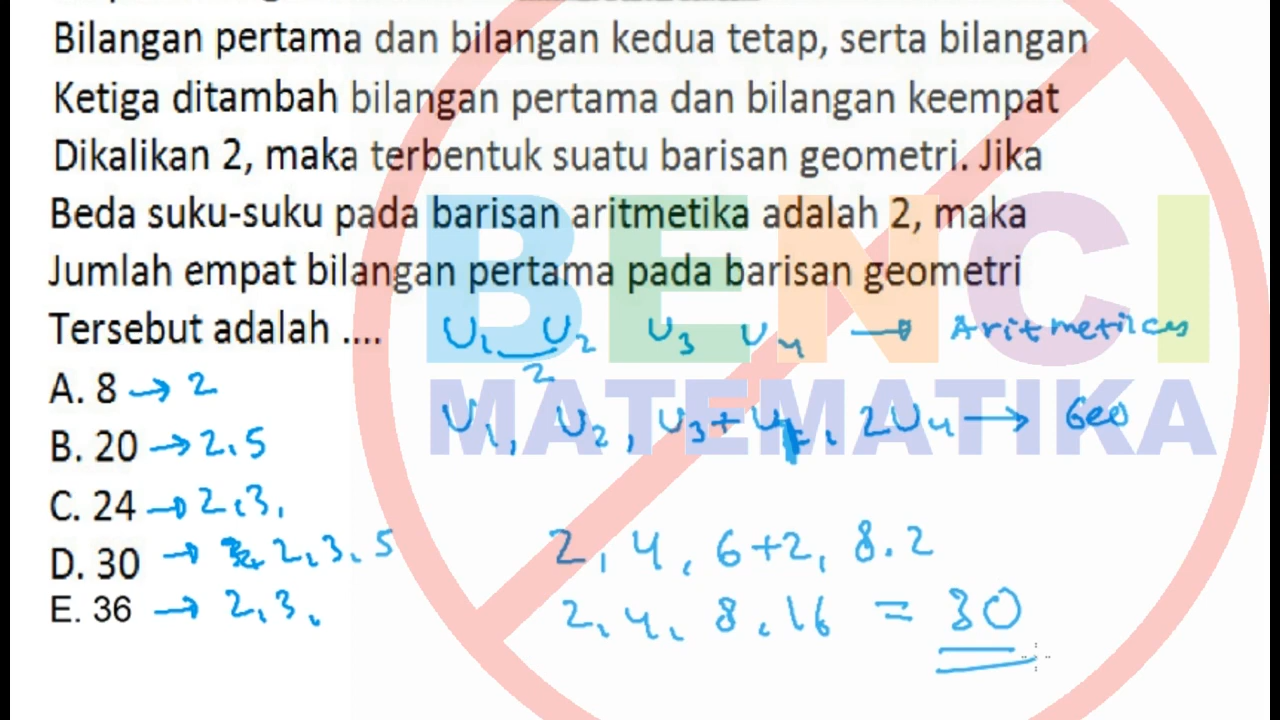 Bilangan pertama dan bilangan kedua tetap, serta bilangan
Ketiga ditambah bilangan pertama dan bilangan keempat
Dikalikan 2, maka terbentuk suatu barisan geometri. Jika
Beda suku-suku pada barisan aritmetika adalah 2, maka
Jumlah empat bilangan pertama pada barisan geometri
Tersebut adalah ....
U1 U2 U3 U4 → Aritmetika
2
A. 8 → 2
U1, U2, U3+U1, 2U4 → Geo
B. 20 → 2,5
C. 24 → 2,3,
D. 30 → 2,3,5
2, 4, 6+2, 8.2
E. 36 → 2,3,
2, 4, 8, 16 = 30
BENCI
MATEMATIKA